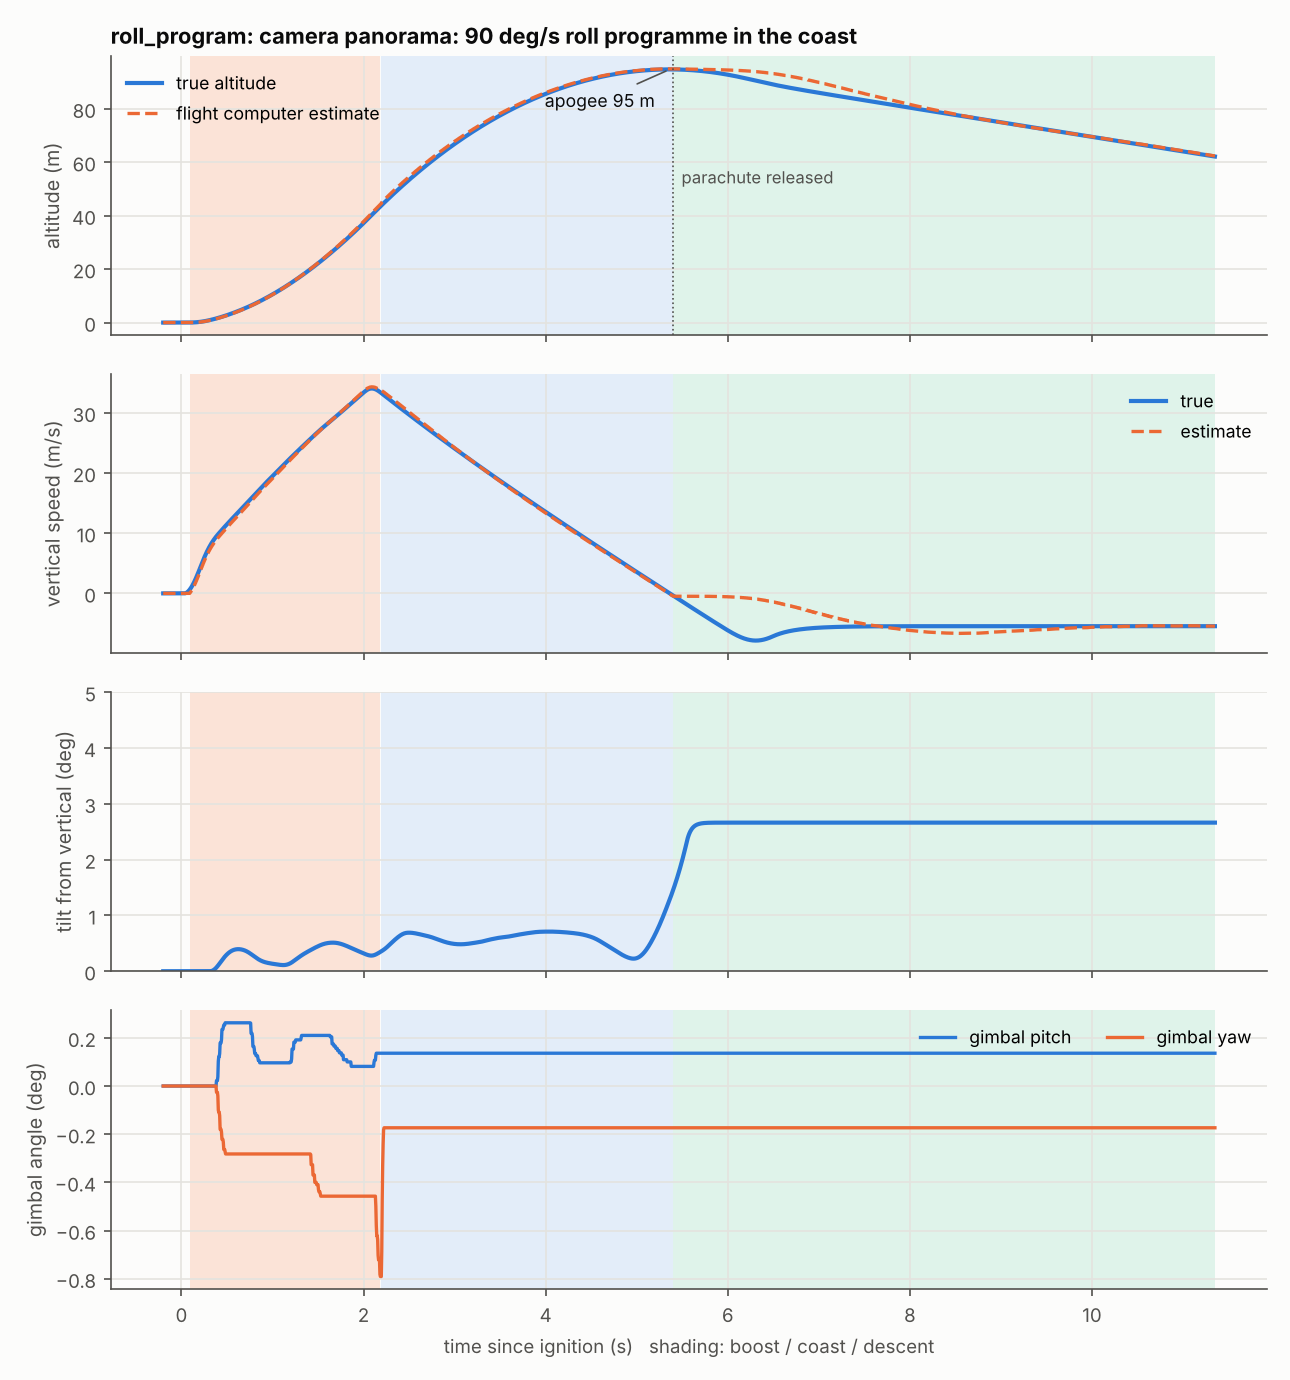 roll_program: camera panorama: 90 deg/s roll programme in the coast
true altitude
flight computer estimate
apogee 95 m
parachute released
altitude (m)
80
60
40
20
0
true
estimate
vertical speed (m/s)
30
20
10
0
tilt from vertical (deg)
5
4
3
2
1
0
gimbal pitch
gimbal yaw
gimbal angle (deg)
0.2
0.0
−0.2
−0.4
−0.6
−0.8
0 2 4 6 8 10
time since ignition (s) shading: boost / coast / descent